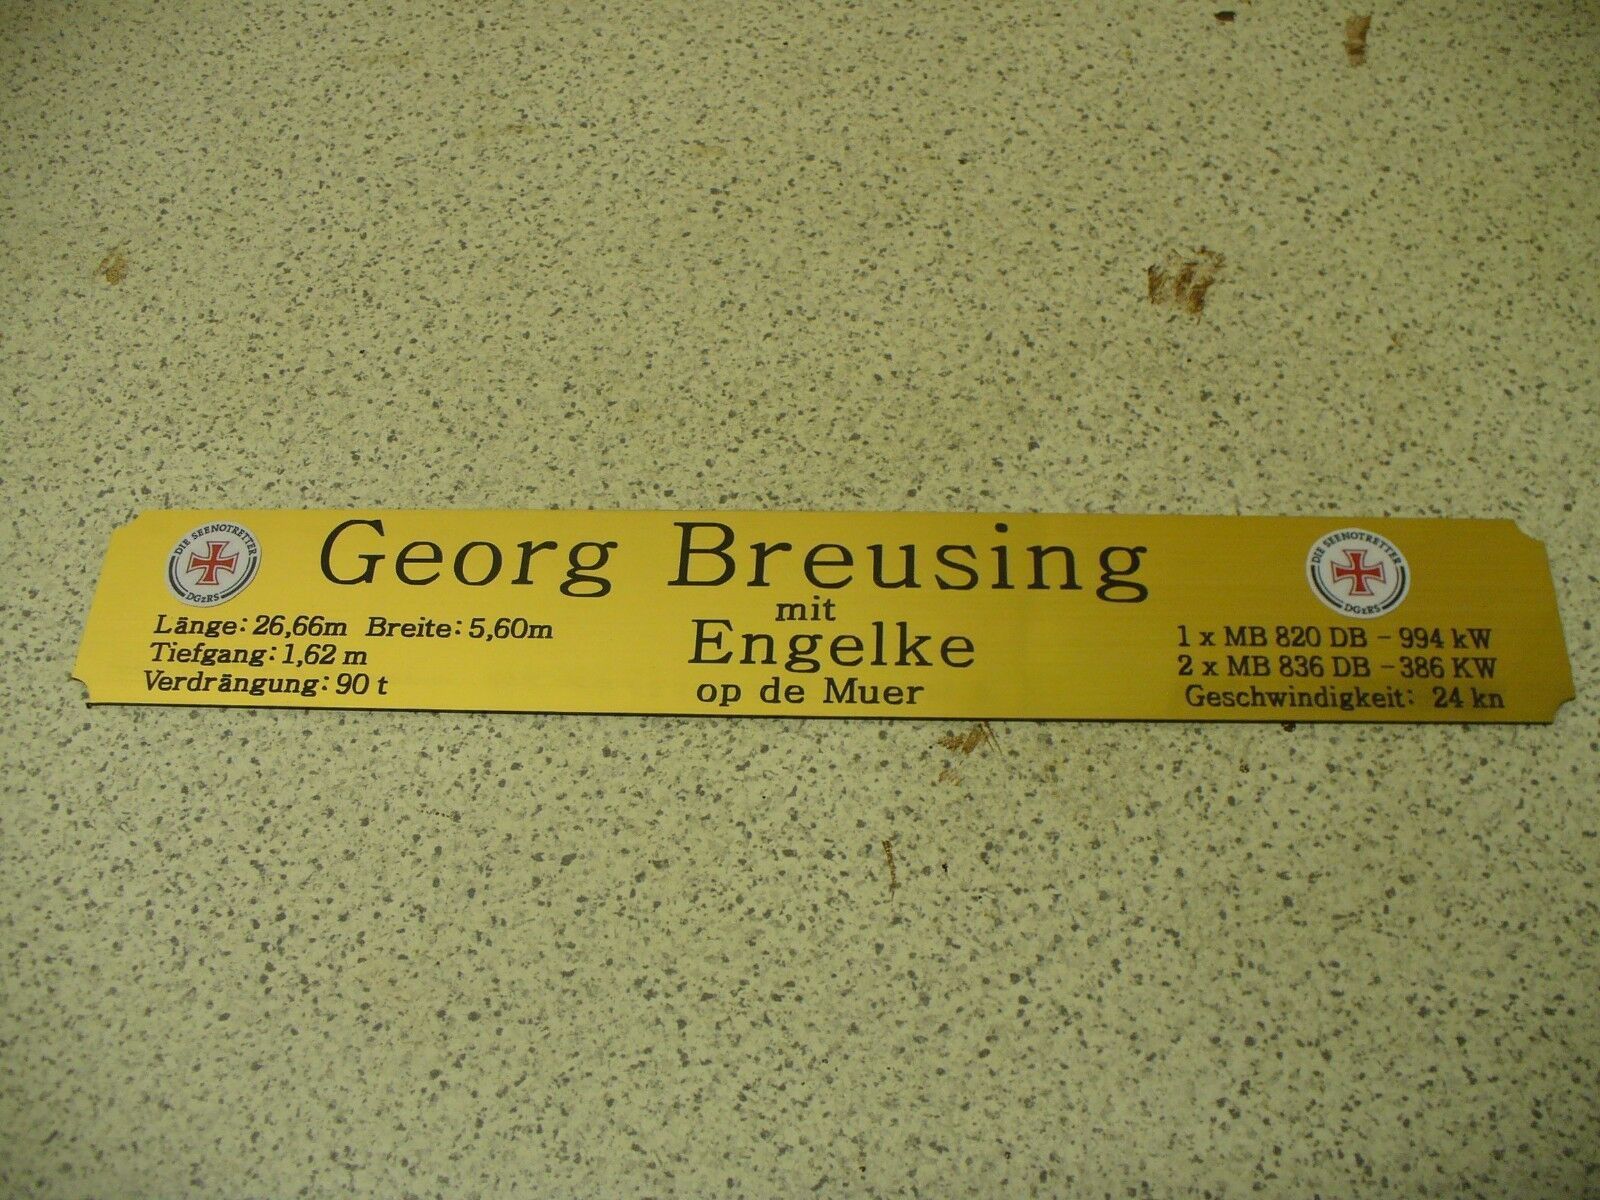 DIE SEENOTRETTER
DGzRS
Georg Breusing
mit
Engelke
op de Muer
Länge: 26,66m Breite: 5,60m
Tiefgang: 1,62 m
Verdrängung: 90 t
DIE SEENOTRETTER
DGzRS
1 x MB 820 DB - 994 kW
2 x MB 836 DB - 386 KW
Geschwindigkeit: 24 kn